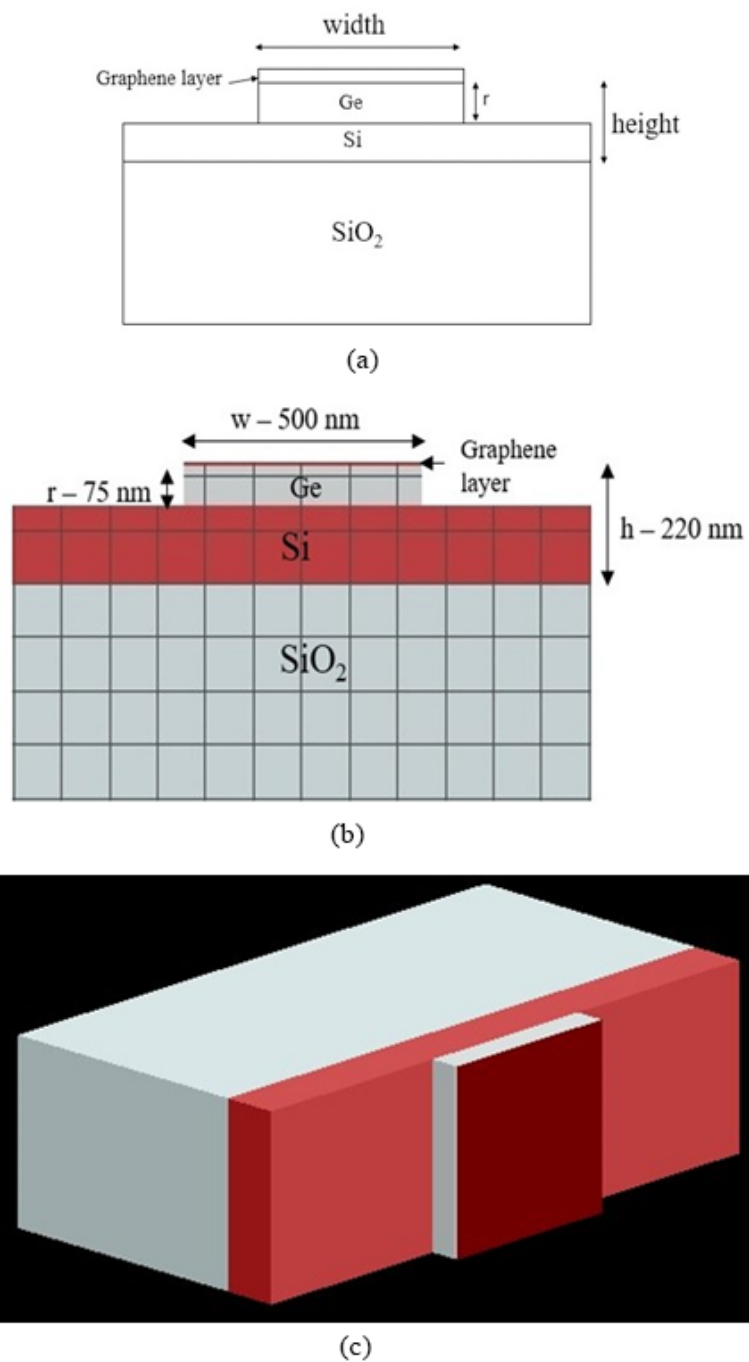 width
Graphene layer
Ge
r
Si
height
SiO₂
(a)
w – 500 nm
Graphene
layer
r – 75 nm
Ge
h – 220 nm
Si
SiO₂
(b)
(c)